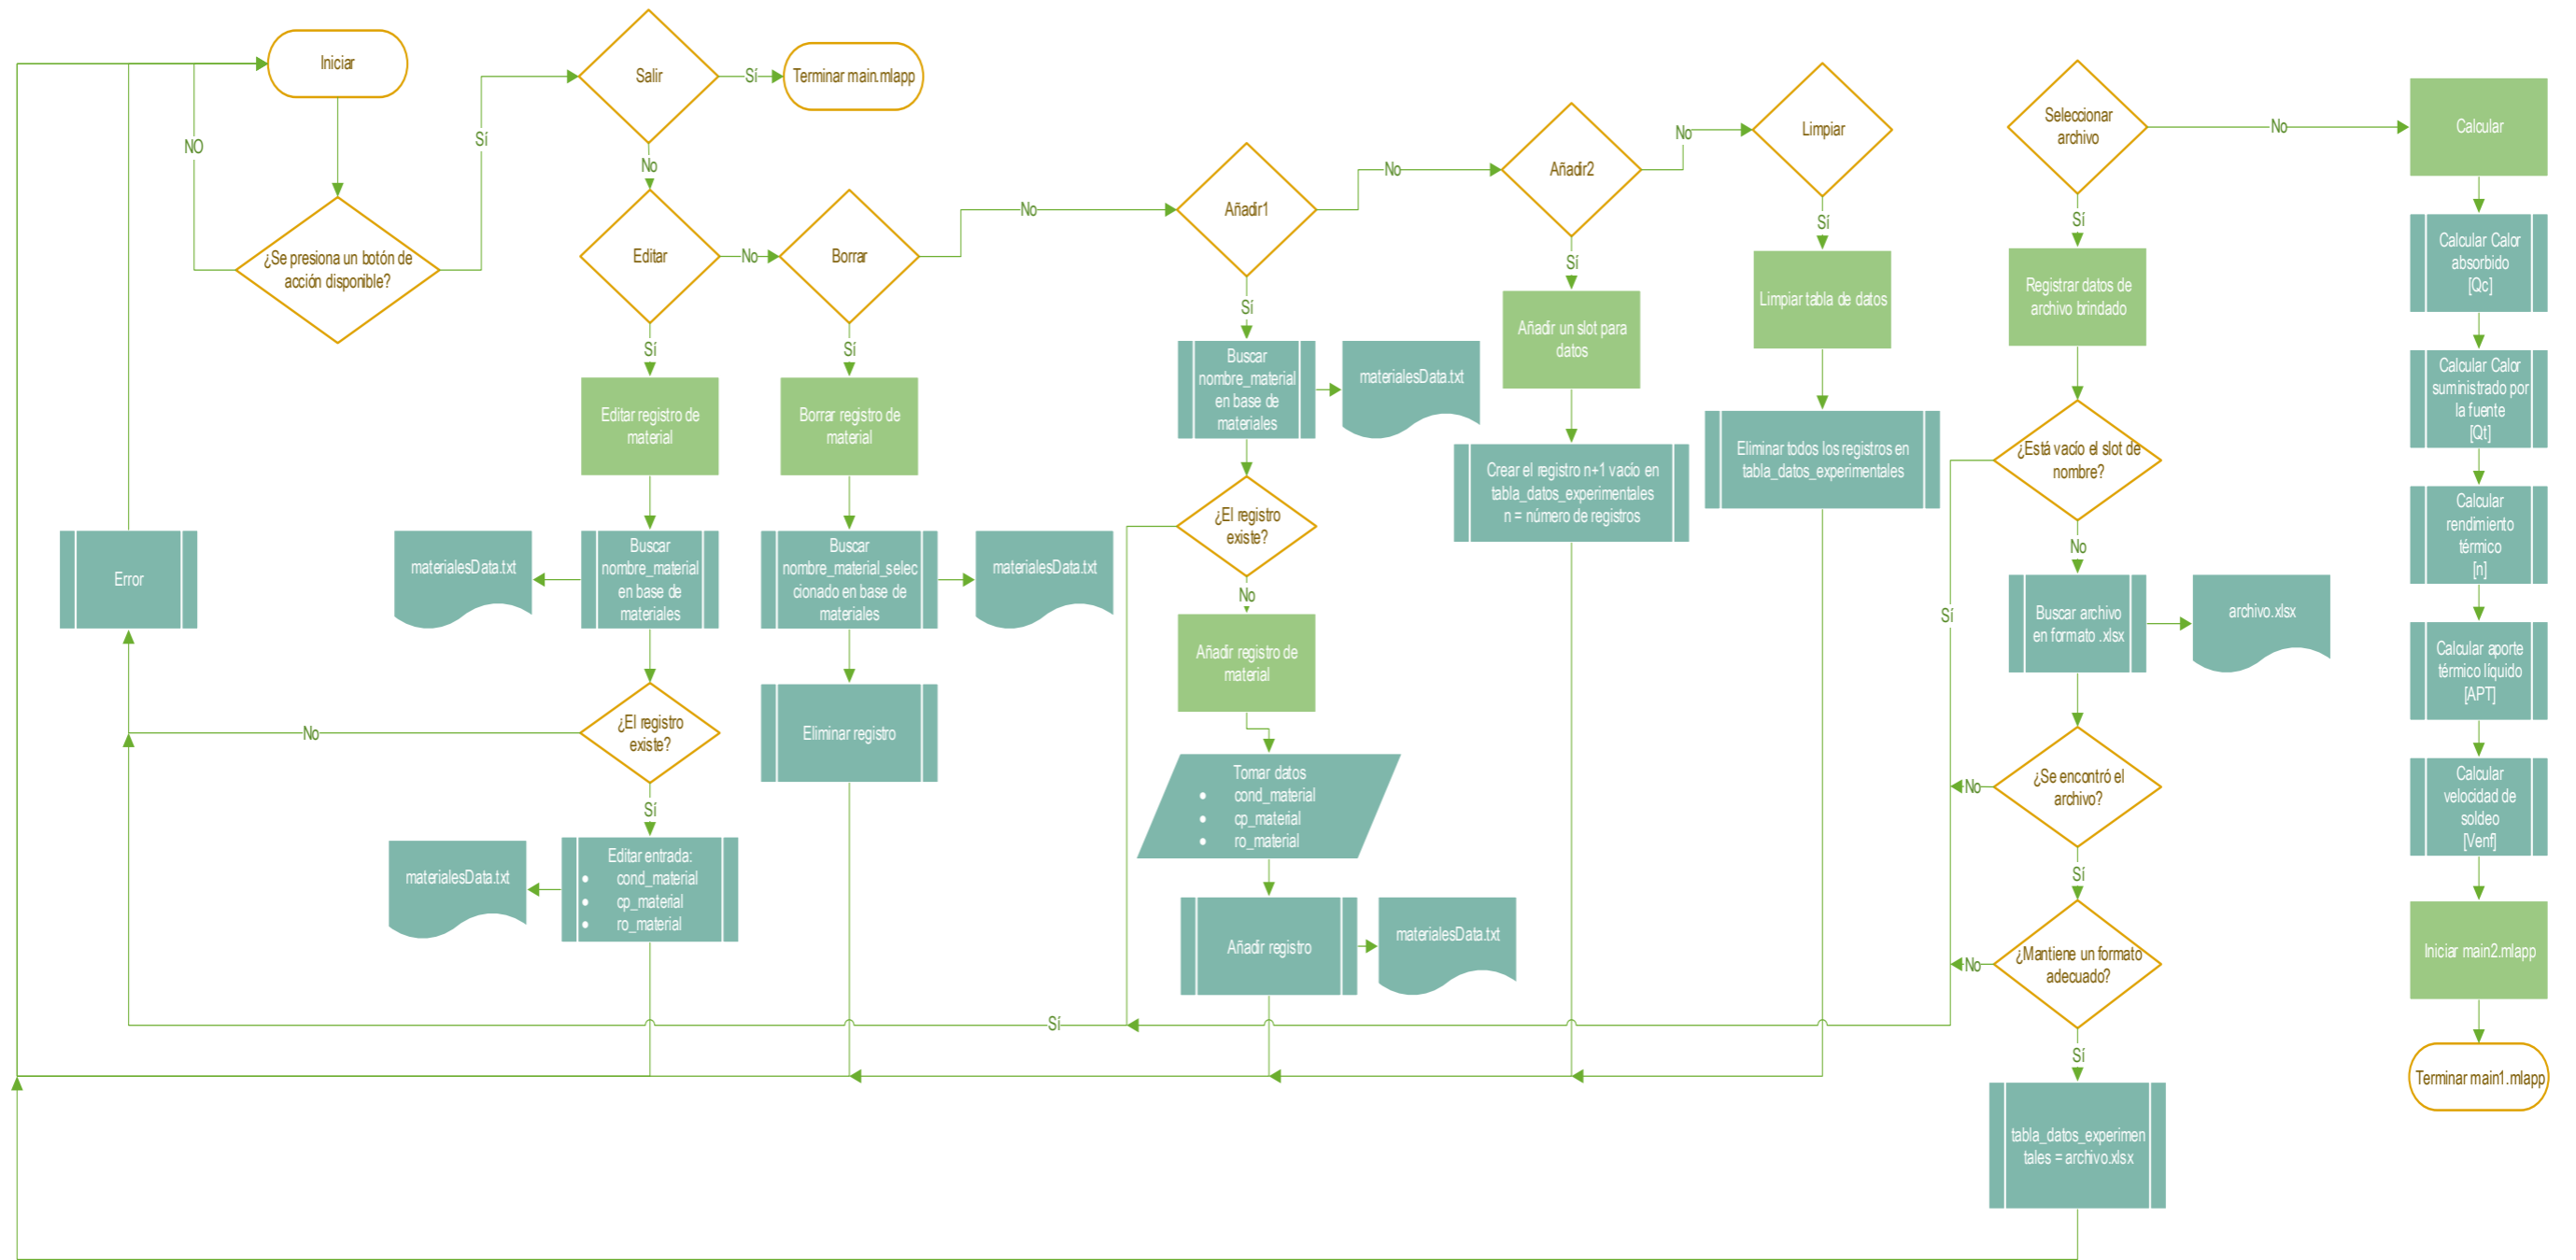 Iniciar
NO
¿Se presiona un botón de
acción disponible?
Sí
Salir
Sí
Terminar main.mlapp
No
Editar
No
Borrar
No
Añadir1
No
Añadir2
No
Limpiar
Seleccionar
archivo
No
Calcular
Sí
Editar registro de
material
Buscar
nombre_material
en base de
materiales
materialesData.txt
¿El registro
existe?
No
Error
Sí
Editar entrada:
• cond_material
• cp_material
• ro_material
materialesData.txt
Sí
Borrar registro de
material
Buscar
nombre_material_selec
cionado en base de
materiales
materialesData.txt
Eliminar registro
Sí
Buscar
nombre_material
en base de
materiales
materialesData.txt
¿El registro
existe?
No
Añadir registro de
material
Tomar datos
• cond_material
• cp_material
• ro_material
Añadir registro
materialesData.txt
Sí
Sí
Añadir un slot para
datos
Crear el registro n+1 vacío en
tabla_datos_experimentales
n = número de registros
Sí
Limpiar tabla de datos
Eliminar todos los registros en
tabla_datos_experimentales
Sí
Registrar datos de
archivo brindado
¿Está vacío el slot de
nombre?
Sí
No
Buscar archivo
en formato .xlsx
archivo.xlsx
¿Se encontró el
archivo?
No
Sí
¿Mantiene un formato
adecuado?
No
Sí
tabla_datos_experimen
tales = archivo.xlsx
Calcular Calor
absorbido
[Qc]
Calcular Calor
suministrado por
la fuente
[Qt]
Calcular
rendimiento
térmico
[n]
Calcular aporte
térmico líquido
[APT]
Calcular
velocidad de
soldeo
[Venf]
Iniciar main2.mlapp
Terminar main1.mlapp